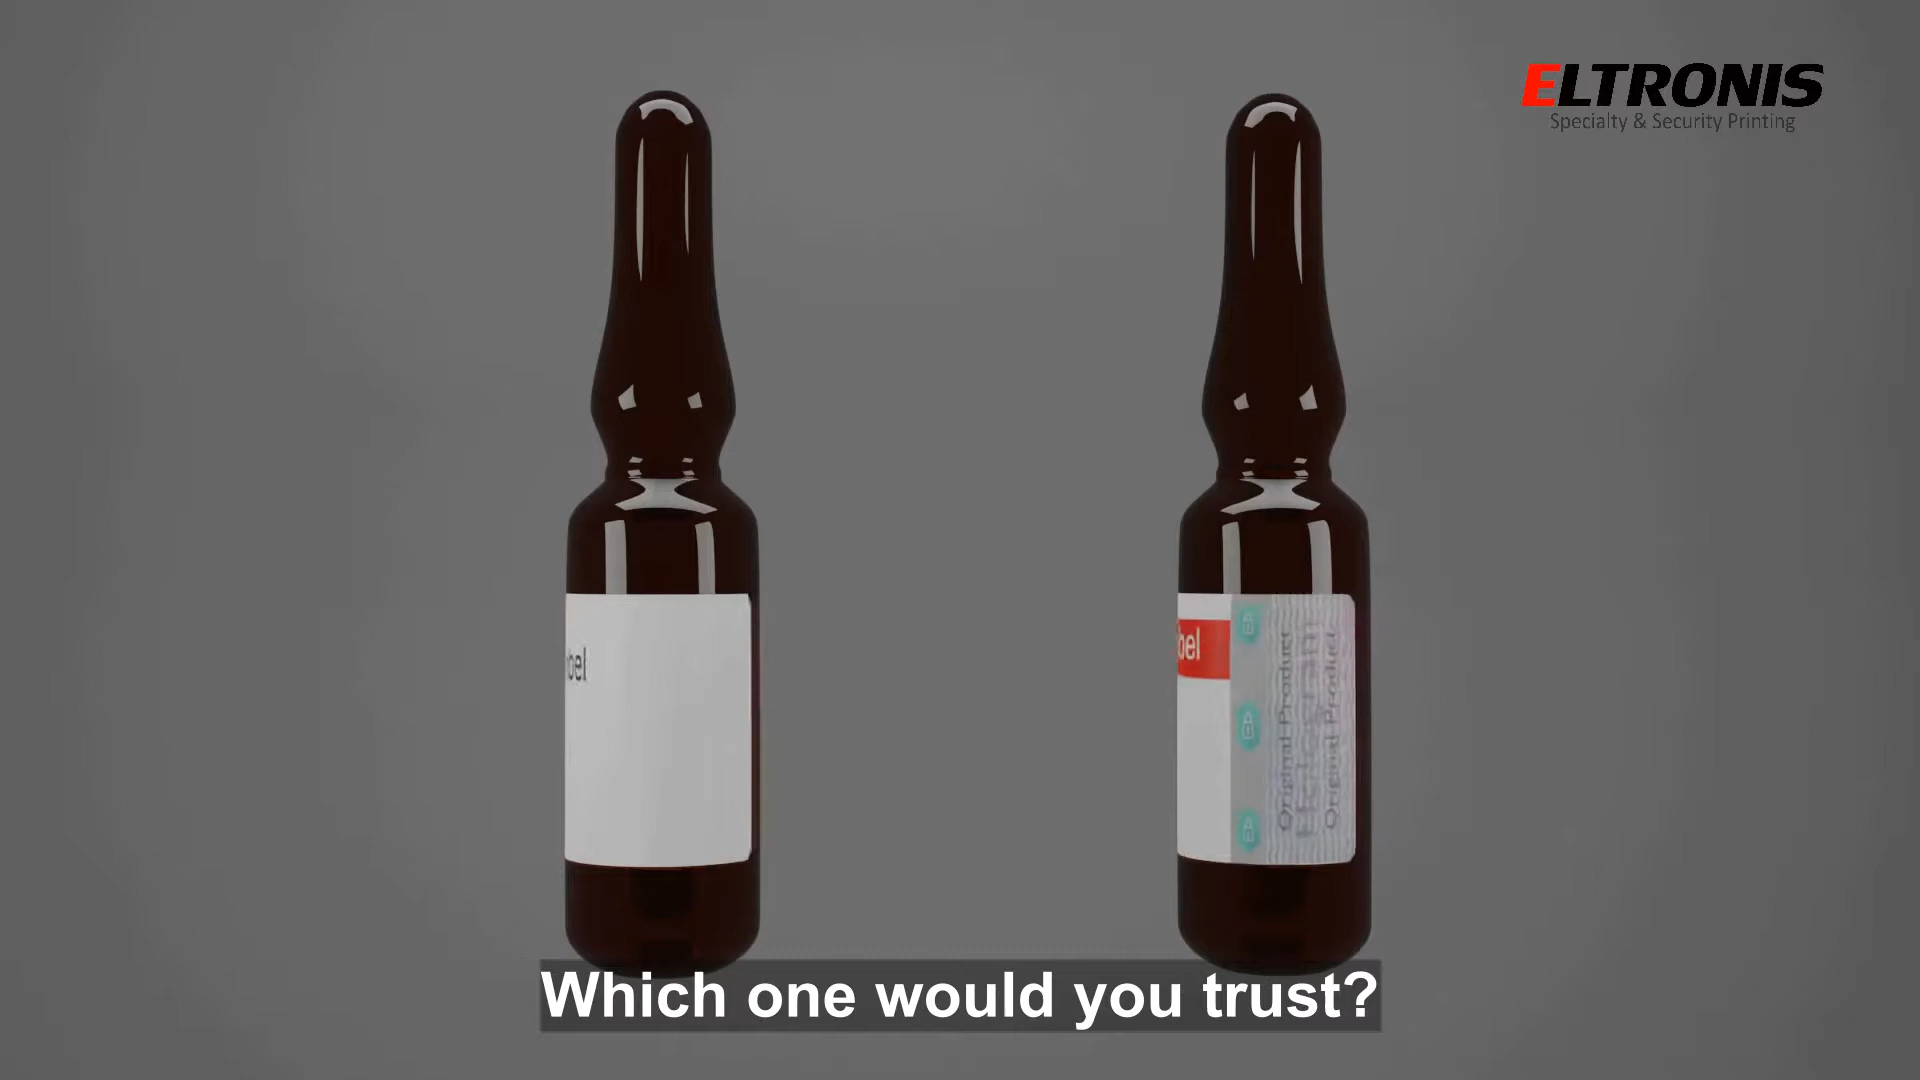 ELTRONIS
Specialty & Security Printing
bel
bel
Original Product
Original Product
Which one would you trust?